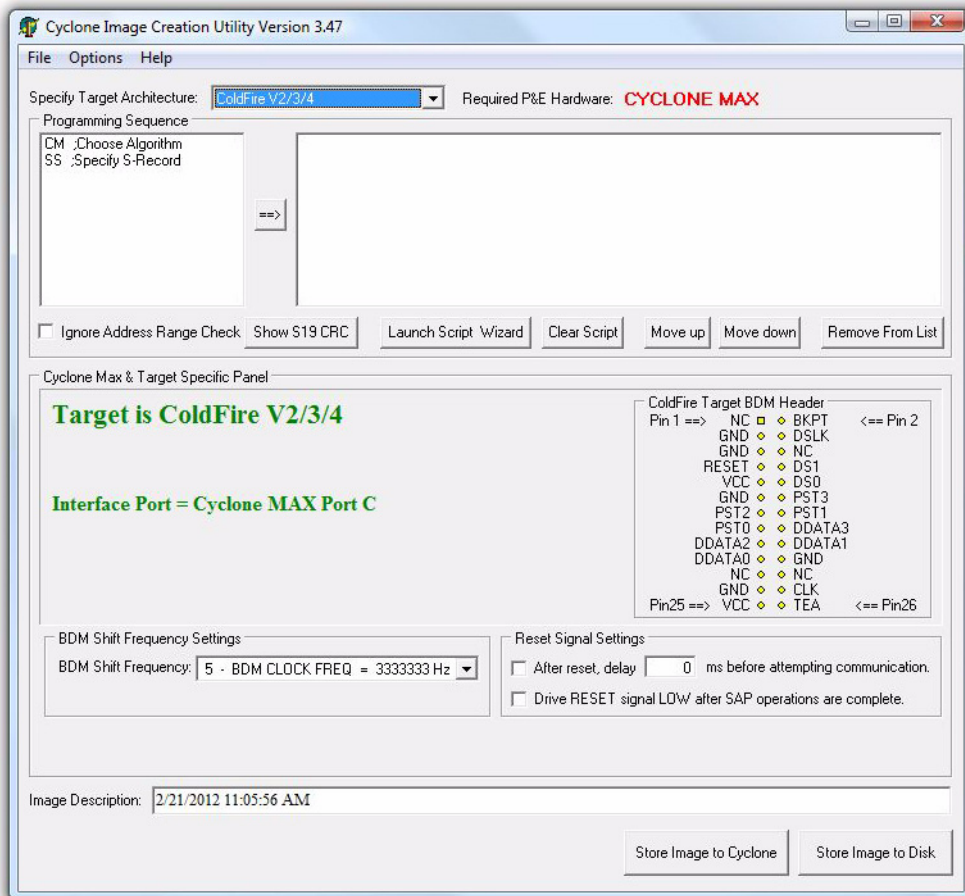 Cyclone Image Creation Utility Version 3.47
File Options Help
Specify Target Architecture: ColdFire V2/3/4 Required P&E Hardware: CYCLONE MAX
Programming Sequence
CM ;Choose Algorithm
SS ;Specify S-Record
==>
Ignore Address Range Check Show S19 CRC Launch Script Wizard Clear Script Move up Move down Remove From List
Cyclone Max & Target Specific Panel
Target is ColdFire V2/3/4
Interface Port = Cyclone MAX Port C
ColdFire Target BDM Header
Pin 1 ==> NC BKPT <== Pin 2
GND DSLK
GND NC
RESET DS1
VCC DS0
GND PST3
PST2 PST1
PST0 DDATA3
DDATA2 DDATA1
DDATA0 GND
NC NC
GND CLK
Pin25 ==> VCC TEA <== Pin26
BDM Shift Frequency Settings
BDM Shift Frequency: 5 - BDM CLOCK FREQ = 3333333 Hz
Reset Signal Settings
After reset, delay 0 ms before attempting communication.
Drive RESET signal LOW after SAP operations are complete.
Image Description: 2/21/2012 11:05:56 AM
Store Image to Cyclone Store Image to Disk